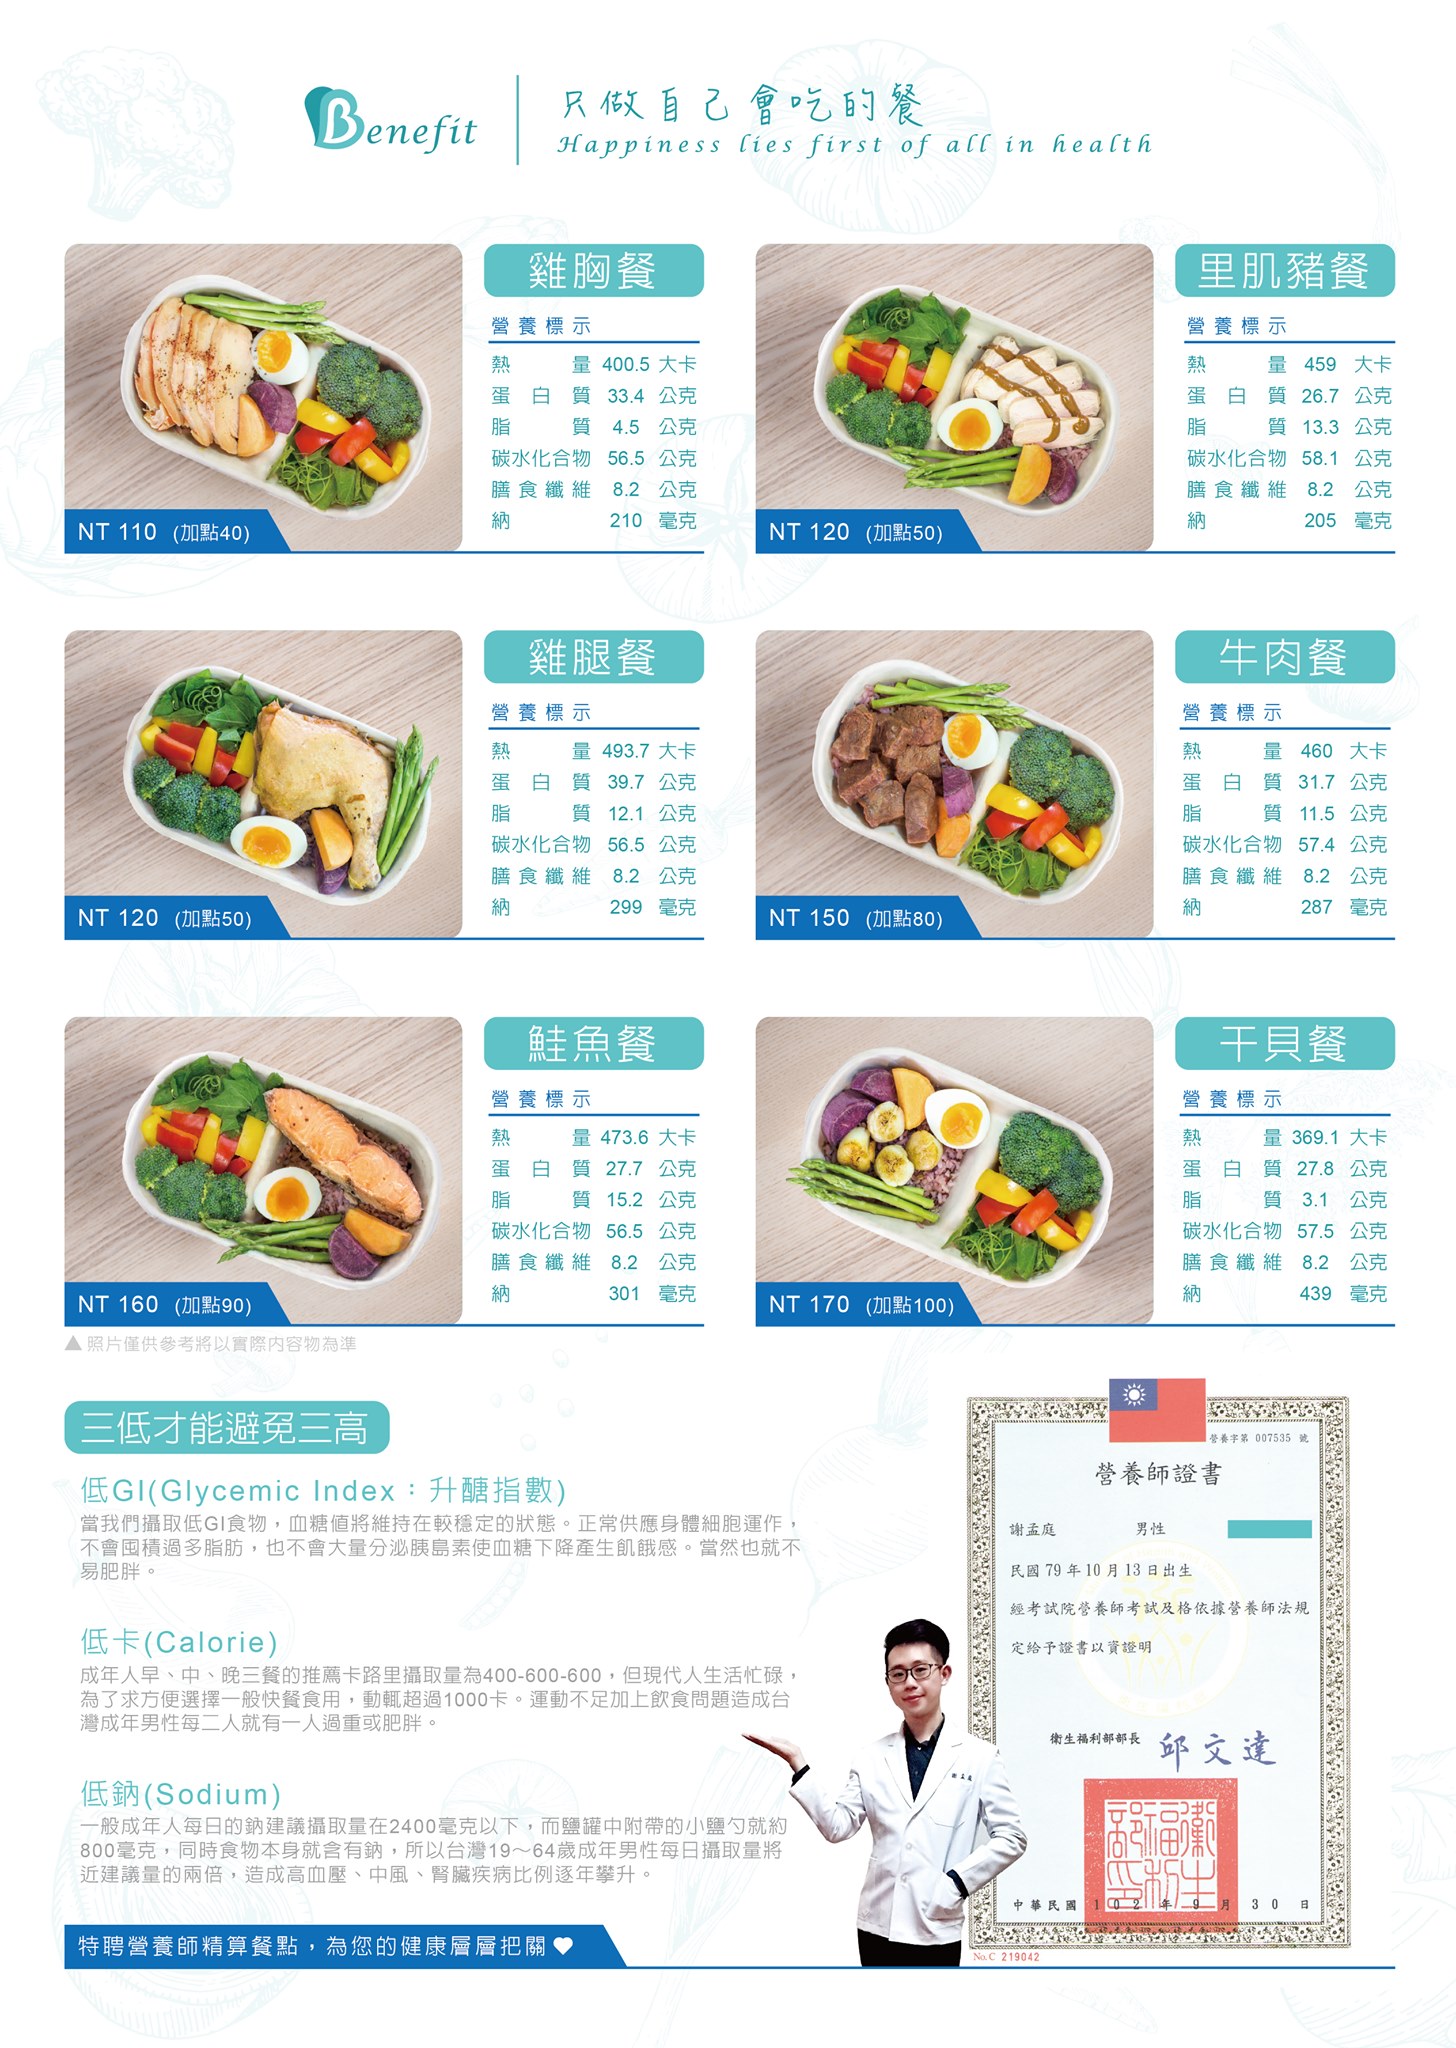 Benefit
只做自己會吃的餐
Happiness lies first of all in health
雞胸餐
營養標示
熱量 400.5 大卡
蛋白質 33.4 公克
脂質 4.5 公克
碳水化合物 56.5 公克
膳食纖維 8.2 公克
納 210 毫克
NT 110 (加點40)
里肌豬餐
營養標示
熱量 459 大卡
蛋白質 26.7 公克
脂質 13.3 公克
碳水化合物 58.1 公克
膳食纖維 8.2 公克
納 205 毫克
NT 120 (加點50)
雞腿餐
營養標示
熱量 493.7 大卡
蛋白質 39.7 公克
脂質 12.1 公克
碳水化合物 56.5 公克
膳食纖維 8.2 公克
納 299 毫克
NT 120 (加點50)
牛肉餐
營養標示
熱量 460 大卡
蛋白質 31.7 公克
脂質 11.5 公克
碳水化合物 57.4 公克
膳食纖維 8.2 公克
納 287 毫克
NT 150 (加點80)
鮭魚餐
營養標示
熱量 473.6 大卡
蛋白質 27.7 公克
脂質 15.2 公克
碳水化合物 56.5 公克
膳食纖維 8.2 公克
納 301 毫克
NT 160 (加點90)
干貝餐
營養標示
熱量 369.1 大卡
蛋白質 27.8 公克
脂質 3.1 公克
碳水化合物 57.5 公克
膳食纖維 8.2 公克
納 439 毫克
NT 170 (加點100)
▲照片僅供參考將以實際內容物為準
三低才能避免三高
低GI(Glycemic Index：升醣指數)
當我們攝取低GI食物，血糖值將維持在較穩定的狀態。正常供應身體細胞運作，
不會囤積過多脂肪，也不會大量分泌胰島素使血糖下降產生飢餓感。當然也就不
易肥胖。
低卡(Calorie)
成年人早、中、晚三餐的推薦卡路里攝取量為400-600-600，但現代人生活忙碌，
為了求方便選擇一般快餐食用，動輒超過1000卡。運動不足加上飲食問題造成台
灣成年男性每二人就有一人過重或肥胖。
低鈉(Sodium)
一般成年人每日的鈉建議攝取量在2400毫克以下，而鹽罐中附帶的小鹽勺就約
800毫克，同時食物本身就含有鈉，所以台灣19～64歲成年男性每日攝取量將
近建議量的兩倍，造成高血壓、中風、腎臟疾病比例逐年攀升。
特聘營養師精算餐點，為您的健康層層把關♥
營養字第 007535 號
營養師證書
謝孟庭 男性
民國 79 年 10 月 13 日出生
經考試院營養師考試及格依據營養師法規
定給予證書以資證明
衛生福利部部長 邱文達
衛生福利部印
中華民國 102 年 9 月 30 日
No.C 219042
謝孟庭